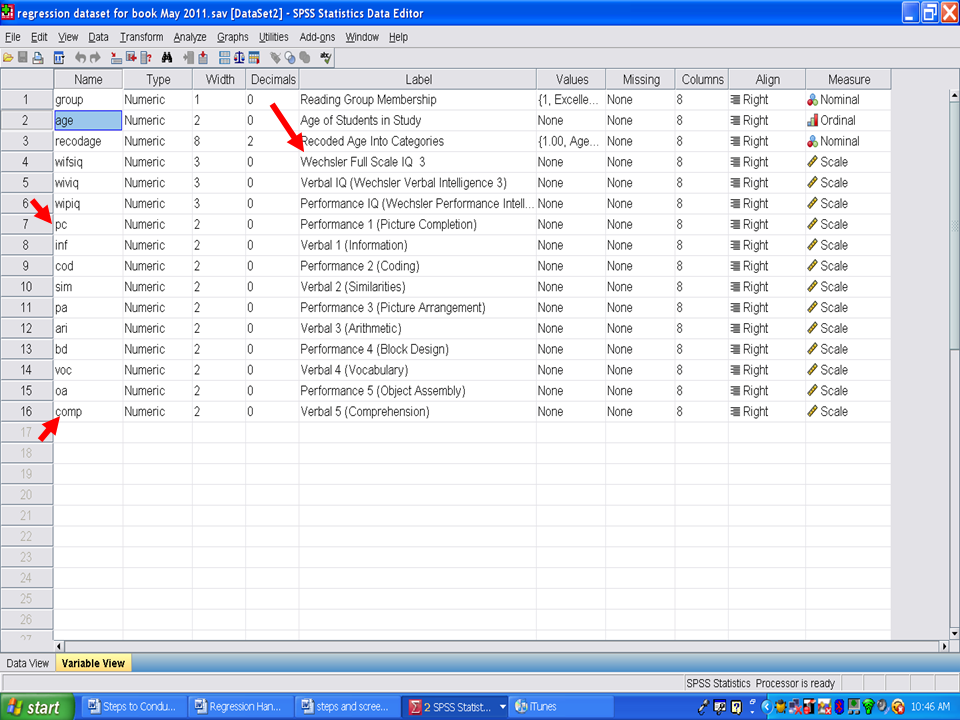 regression dataset for book May 2011.sav [DataSet2] - SPSS Statistics Data Editor
File Edit View Data Transform Analyze Graphs Utilities Add-ons Window Help
Name Type Width Decimals Label Values Missing Columns Align Measure
1 group Numeric 1 0 Reading Group Membership {1, Excelle... None 8 Right Nominal
2 age Numeric 2 0 Age of Students in Study None None 8 Right Ordinal
3 recodage Numeric 8 2 Recoded Age Into Categories {1.00, Age... None 8 Right Nominal
4 wifsiq Numeric 3 0 Wechsler Full Scale IQ 3 None None 8 Right Scale
5 wiviq Numeric 3 0 Verbal IQ (Wechsler Verbal Intelligence 3) None None 8 Right Scale
6 wipiq Numeric 3 0 Performance IQ (Wechsler Performance Intell... None None 8 Right Scale
7 pc Numeric 2 0 Performance 1 (Picture Completion) None None 8 Right Scale
8 inf Numeric 2 0 Verbal 1 (Information) None None 8 Right Scale
9 cod Numeric 2 0 Performance 2 (Coding) None None 8 Right Scale
10 sim Numeric 2 0 Verbal 2 (Similarities) None None 8 Right Scale
11 pa Numeric 2 0 Performance 3 (Picture Arrangement) None None 8 Right Scale
12 ari Numeric 2 0 Verbal 3 (Arithmetic) None None 8 Right Scale
13 bd Numeric 2 0 Performance 4 (Block Design) None None 8 Right Scale
14 voc Numeric 2 0 Verbal 4 (Vocabulary) None None 8 Right Scale
15 oa Numeric 2 0 Performance 5 (Object Assembly) None None 8 Right Scale
16 comp Numeric 2 0 Verbal 5 (Comprehension) None None 8 Right Scale
17
18
19
20
21
22
23
24
25
26
27
Data View Variable View
SPSS Statistics Processor is ready
start Steps to Condu... Regression Han... steps and scree... 2 SPSS Statist... iTunes 10:46 AM